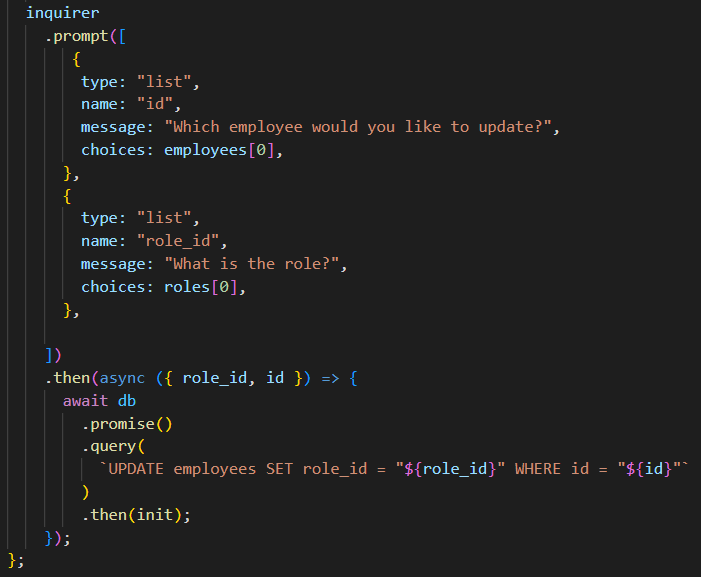 inquirer
.prompt([
{
type: "list",
name: "id",
message: "Which employee would you like to update?",
choices: employees[0],
},
{
type: "list",
name: "role_id",
message: "What is the role?",
choices: roles[0],
},
])
.then(async ({ role_id, id }) => {
await db
.promise()
.query(
`UPDATE employees SET role_id = "${role_id}" WHERE id = "${id}"`
)
.then(init);
});
};